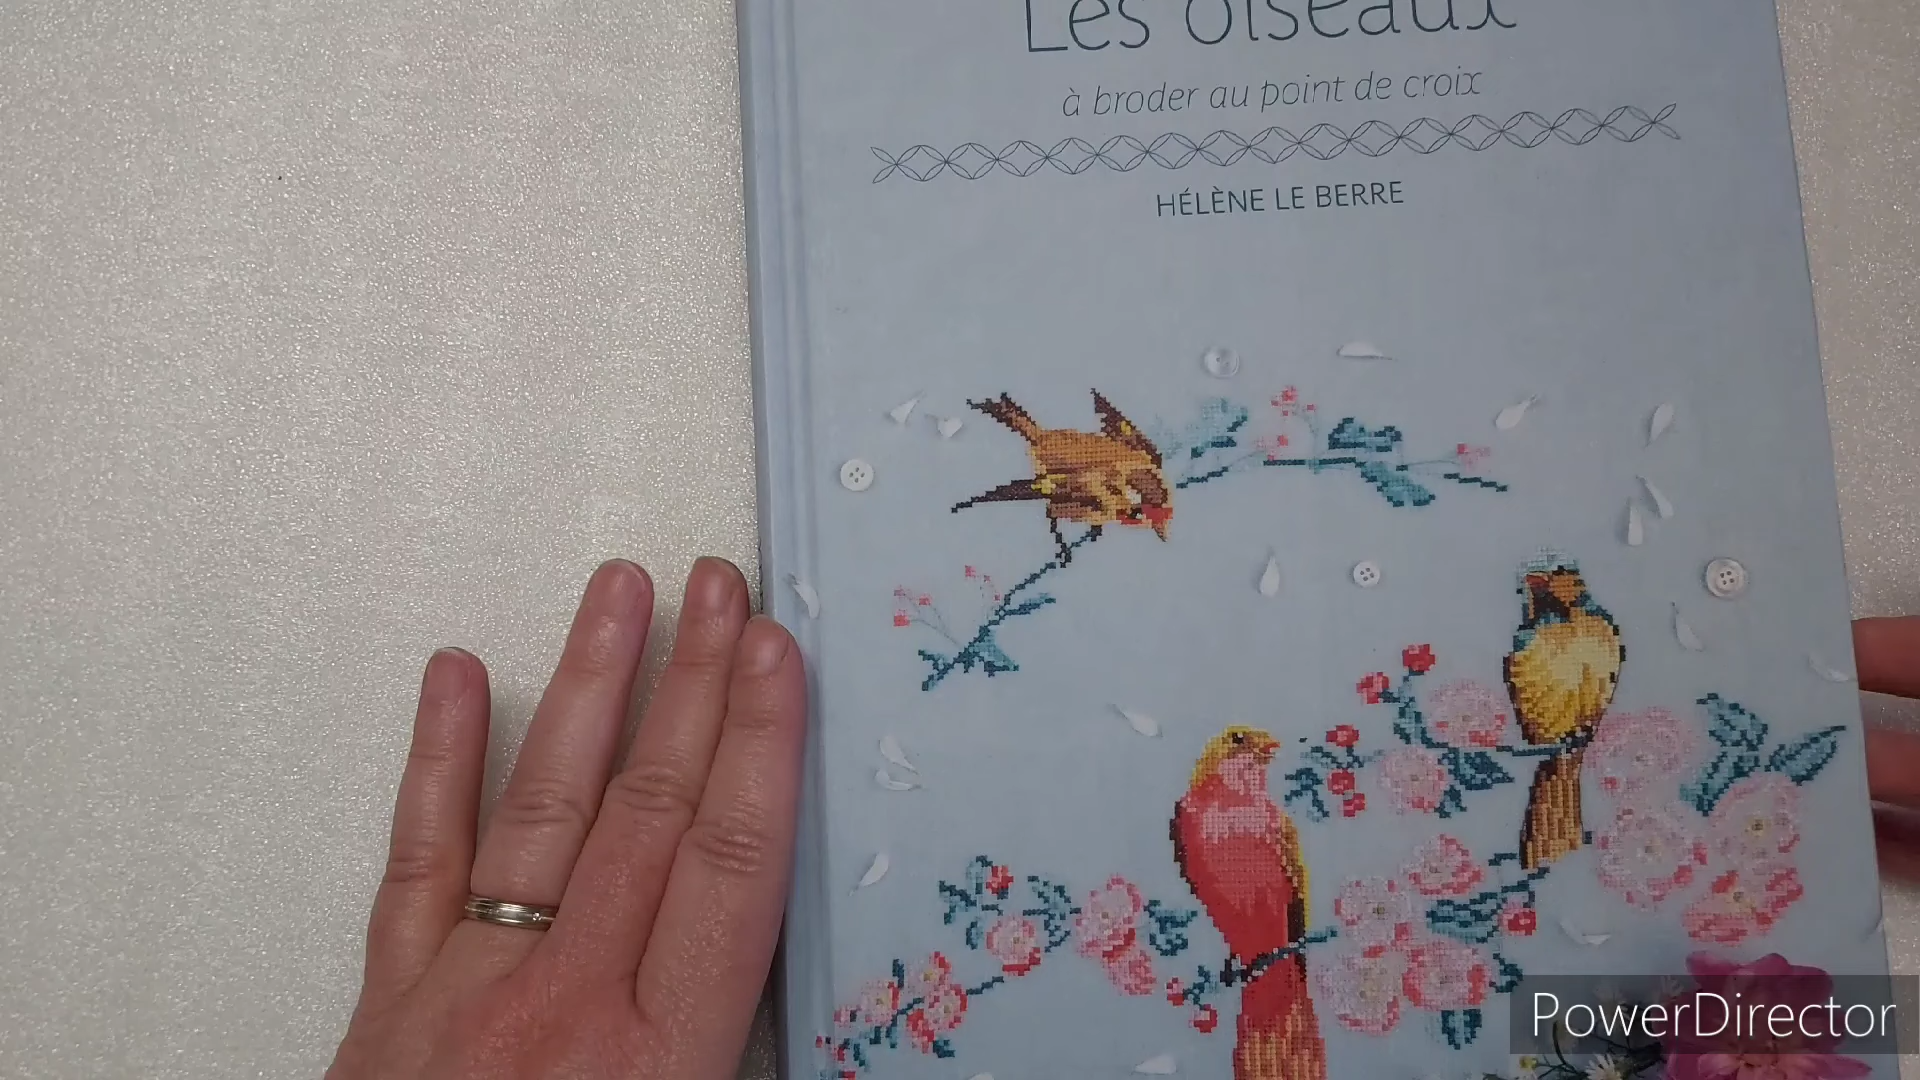 Les oiseaux
à broder au point de croix
HÉLÈNE LE BERRE
PowerDirector